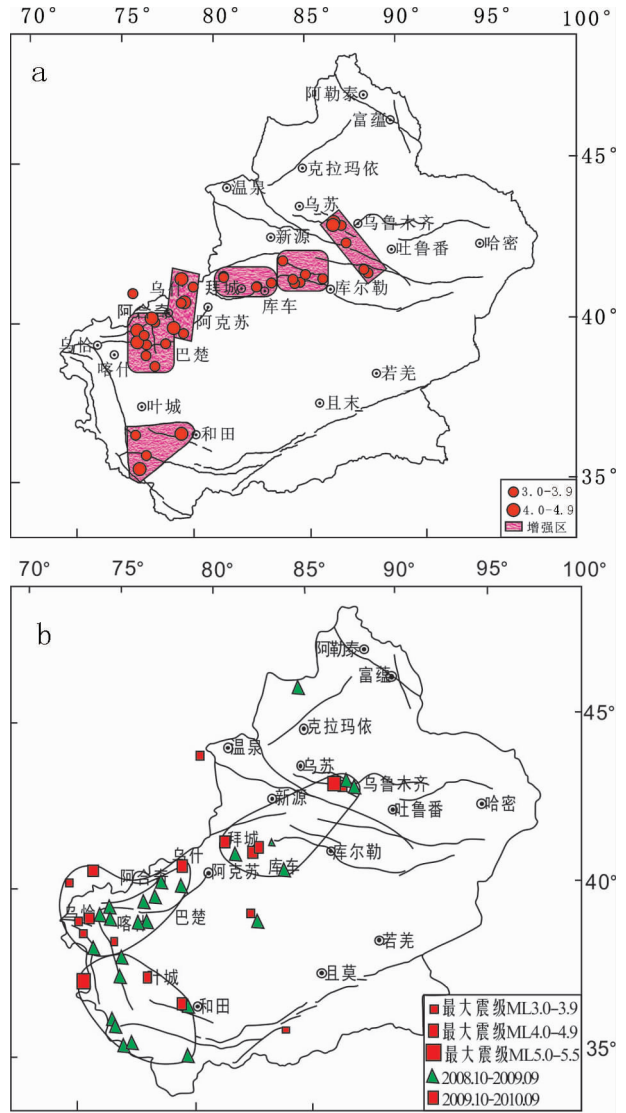 70° 75° 80° 85° 90° 95° 100°
a
阿勒泰
富蕴
克拉玛依
45°
温泉
乌苏
乌鲁木齐
新源
吐鲁番
哈密
拜城
库车
库尔勒
阿合奇
阿克苏
40°
乌恰
巴楚
喀什
若羌
叶城
且末
和田
35°
3.0-3.9
4.0-4.9
增强区
70° 75° 80° 85° 90° 95° 100°
b
阿勒泰
富蕴
45°
克拉玛依
温泉
乌苏
乌鲁木齐
新源
吐鲁番
哈密
拜城
乌什
库尔勒
阿合奇
阿克苏
库车
40°
乌恰
喀
巴楚
若羌
叶城
且莫
和田
35°
最大震级ML3.0-3.9
最大震级ML4.0-4.9
最大震级ML5.0-5.5
2008.10-2009.09
2009.10-2010.09